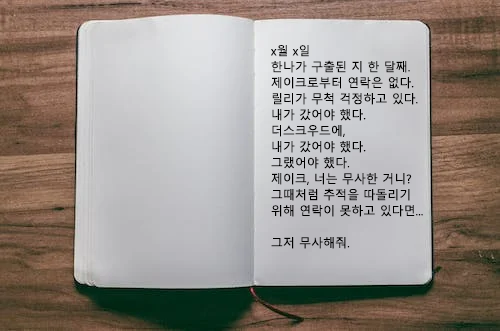 x월 x일
한나가 구출된 지 한 달째.
제이크로부터 연락은 없다.
릴리가 무척 걱정하고 있다.
내가 갔어야 했다.
더스크우드에,
내가 갔어야 했다.
그랬어야 했다.
제이크, 너는 무사한 거니?
그때처럼 추적을 따돌리기
위해 연락이 못하고 있다면...

그저 무사해줘.